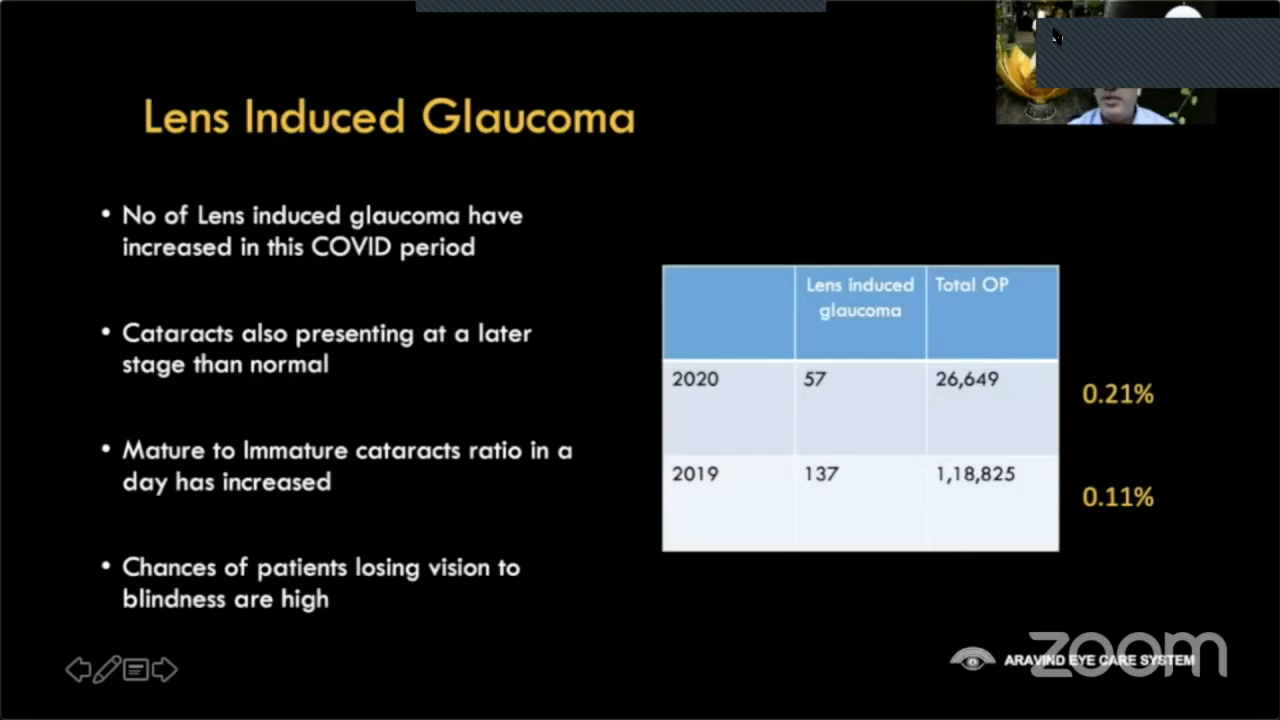 Lens Induced Glaucoma
• No of Lens induced glaucoma have
increased in this COVID period
• Cataracts also presenting at a later
stage than normal
• Mature to Immature cataracts ratio in a
day has increased
• Chances of patients losing vision to
blindness are high
Lens induced
glaucoma
Total OP
2020 57 26,649 0.21%
2019 137 1,18,825 0.11%
ARAVIND EYE CARE SYSTEM
zoom